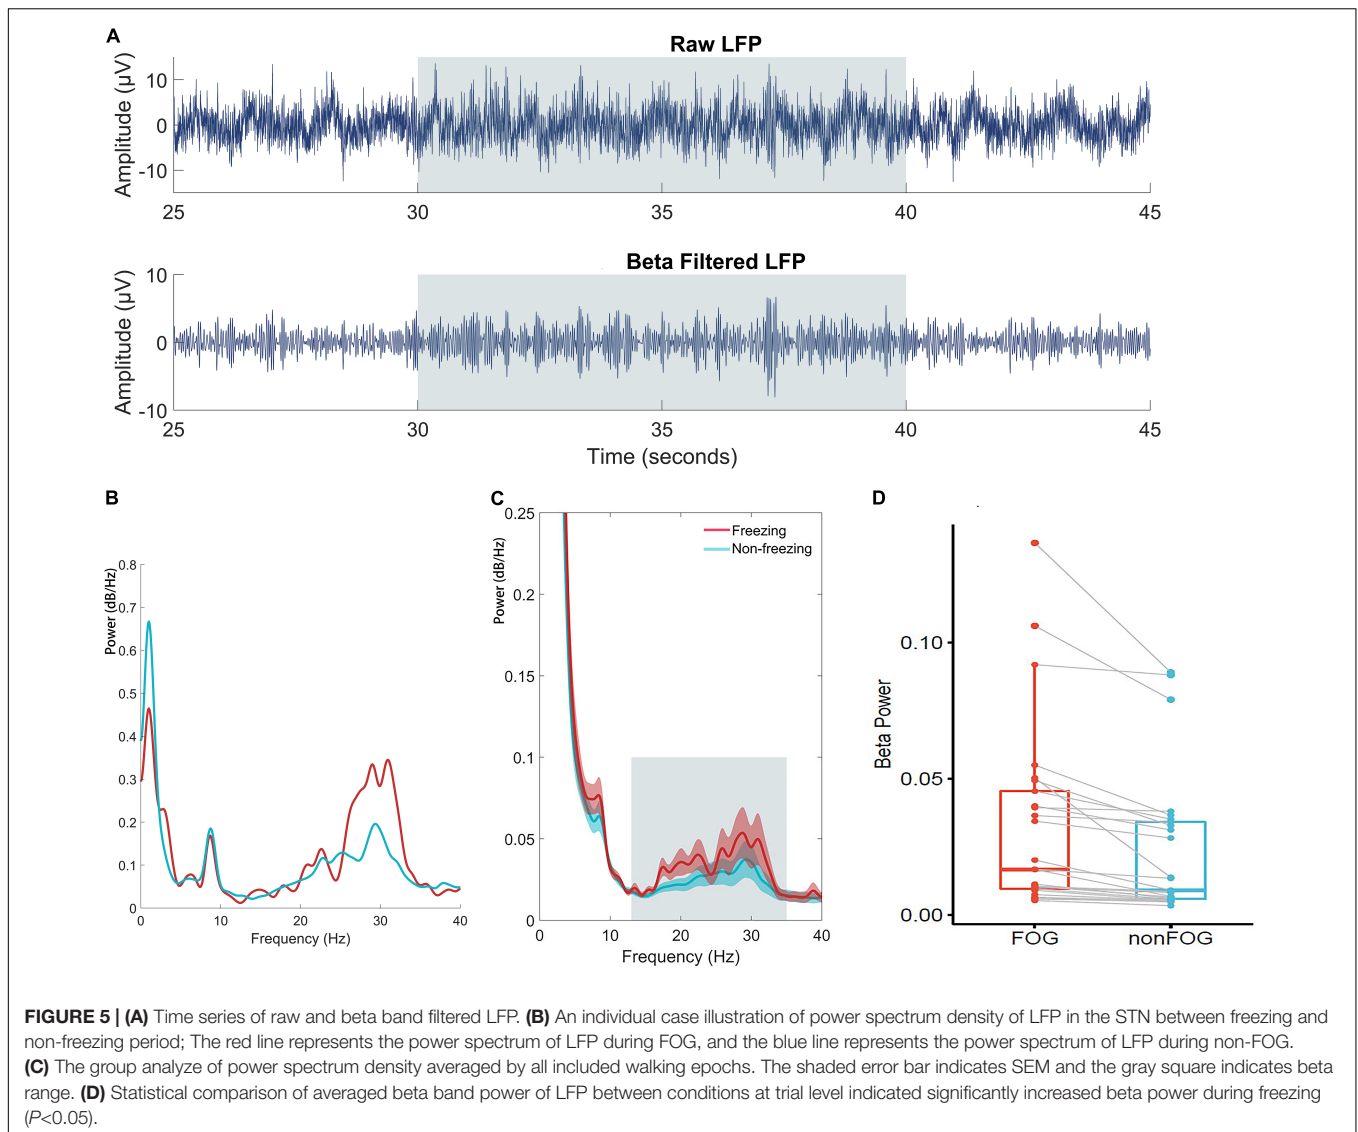 A
Raw LFP
Amplitude (µV)
10
0
-10
25
30
35
40
45
Beta Filtered LFP
Amplitude (µV)
10
0
-10
25
30
35
40
45
Time (seconds)
B
Power (dB/Hz)
0.8
0.7
0.6
0.5
0.4
0.3
0.2
0.1
0
0
10
20
30
40
Frequency (Hz)
C
Power (dB/Hz)
0.25
0.2
0.15
0.1
0.05
0
0
10
20
30
40
Frequency (Hz)
Freezing
Non-freezing
D
Beta Power
0.10
0.05
0.00
FOG
nonFOG
FIGURE 5 | (A) Time series of raw and beta band filtered LFP. (B) An individual case illustration of power spectrum density of LFP in the STN between freezing and
non-freezing period; The red line represents the power spectrum of LFP during FOG, and the blue line represents the power spectrum of LFP during non-FOG.
(C) The group analyze of power spectrum density averaged by all included walking epochs. The shaded error bar indicates SEM and the gray square indicates beta
range. (D) Statistical comparison of averaged beta band power of LFP between conditions at trial level indicated significantly increased beta power during freezing
(P<0.05).